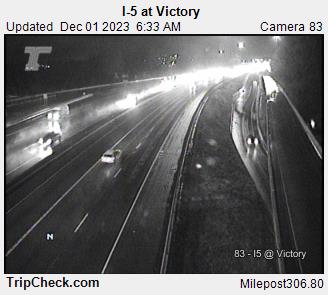 I-5 at Victory
Updated Dec 01 2023 6:33 AM Camera 83
T
N
83 - I5 @ Victory
TripCheck.com Milepost306.80